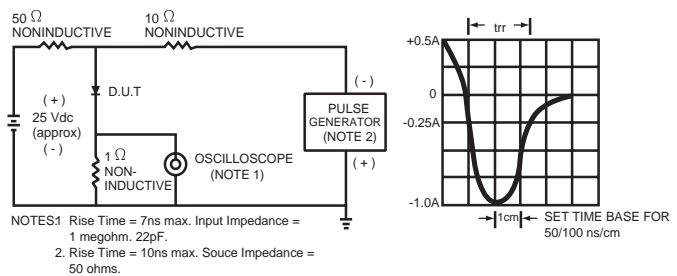 50 Ω
NONINDUCTIVE
10 Ω
NONINDUCTIVE
( + )
25 Vdc
(approx)
( - )
D.U.T
1 Ω
NON-
INDUCTIVE
OSCILLOSCOPE
(NOTE 1)
( - )
PULSE
GENERATOR
(NOTE 2)
( + )
NOTES:1 Rise Time = 7ns max. Input Impedance =
1 megohm. 22pF.
2. Rise Time = 10ns max. Souce Impedance =
50 ohms.
trr
+0.5A
0
-0.25A
-1.0A
1cm
SET TIME BASE FOR
50/100 ns/cm